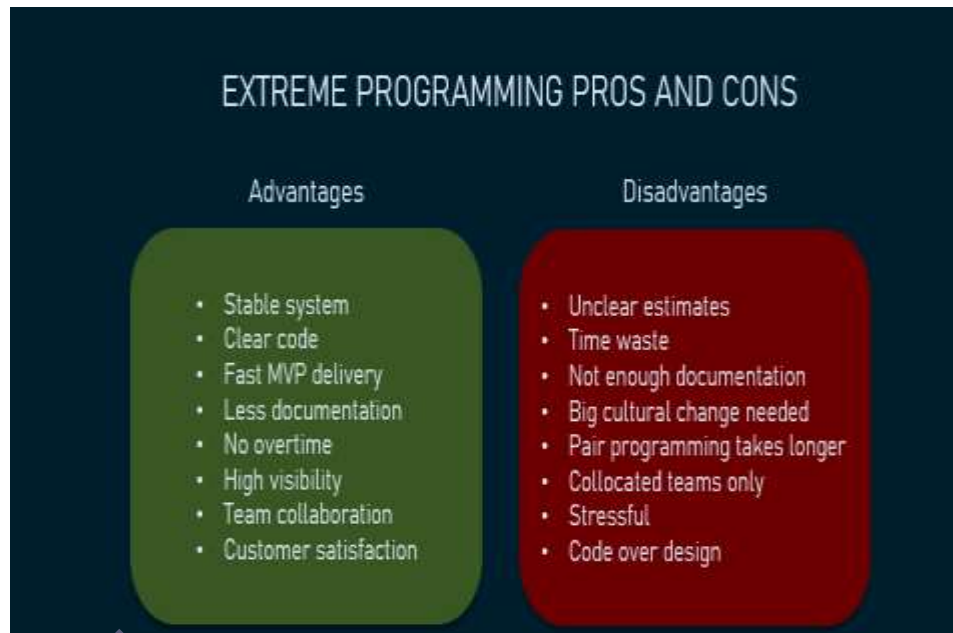 EXTREME PROGRAMMING PROS AND CONS
Advantages
• Stable system
• Clear code
• Fast MVP delivery
• Less documentation
• No overtime
• High visibility
• Team collaboration
• Customer satisfaction
Disadvantages
• Unclear estimates
• Time waste
• Not enough documentation
• Big cultural change needed
• Pair programming takes longer
• Collocated teams only
• Stressful
• Code over design